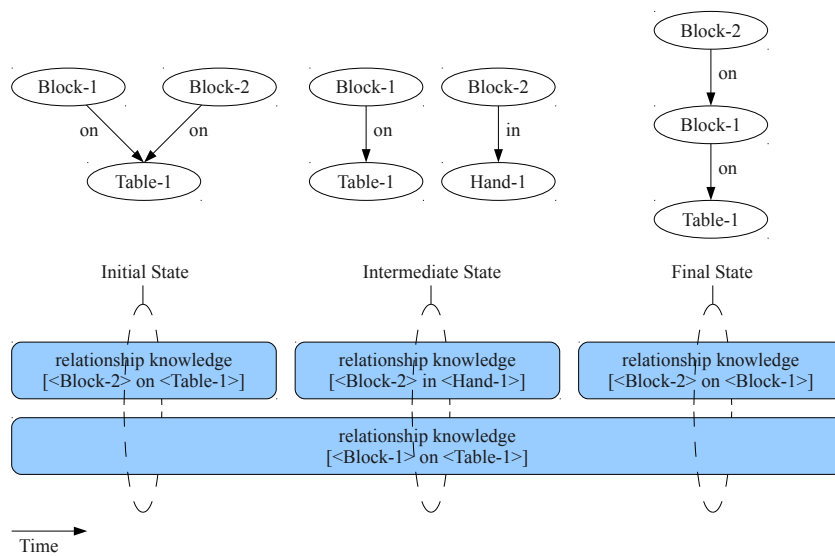 Block-2
on
Block-1 Block-2 Block-1 Block-2 Block-1
on on on in on
Table-1 Table-1 Hand-1
Table-1
Initial State Intermediate State Final State
relationship knowledge relationship knowledge relationship knowledge
[<Block-2> on <Table-1>] [<Block-2> in <Hand-1>] [<Block-2> on <Block-1>]
relationship knowledge
[<Block-1> on <Table-1>]
Time